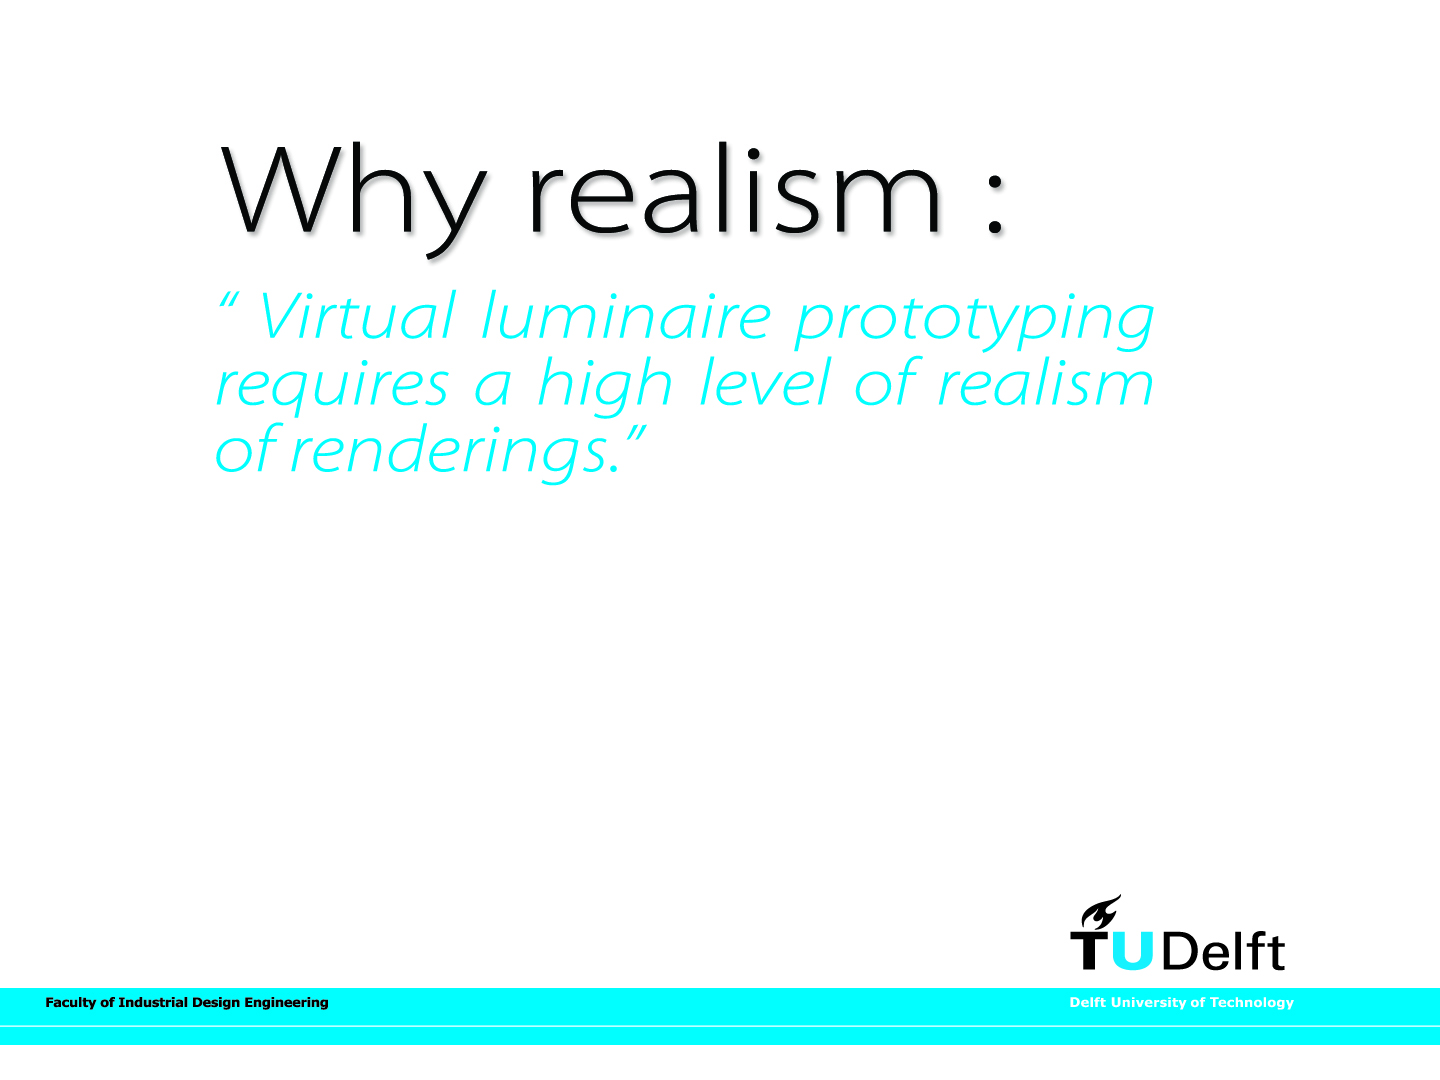 Why realism :
“ Virtual luminaire prototyping
requires a high level of realism
of renderings.”
TUDelft
Faculty of Industrial Design Engineering
Delft University of Technology